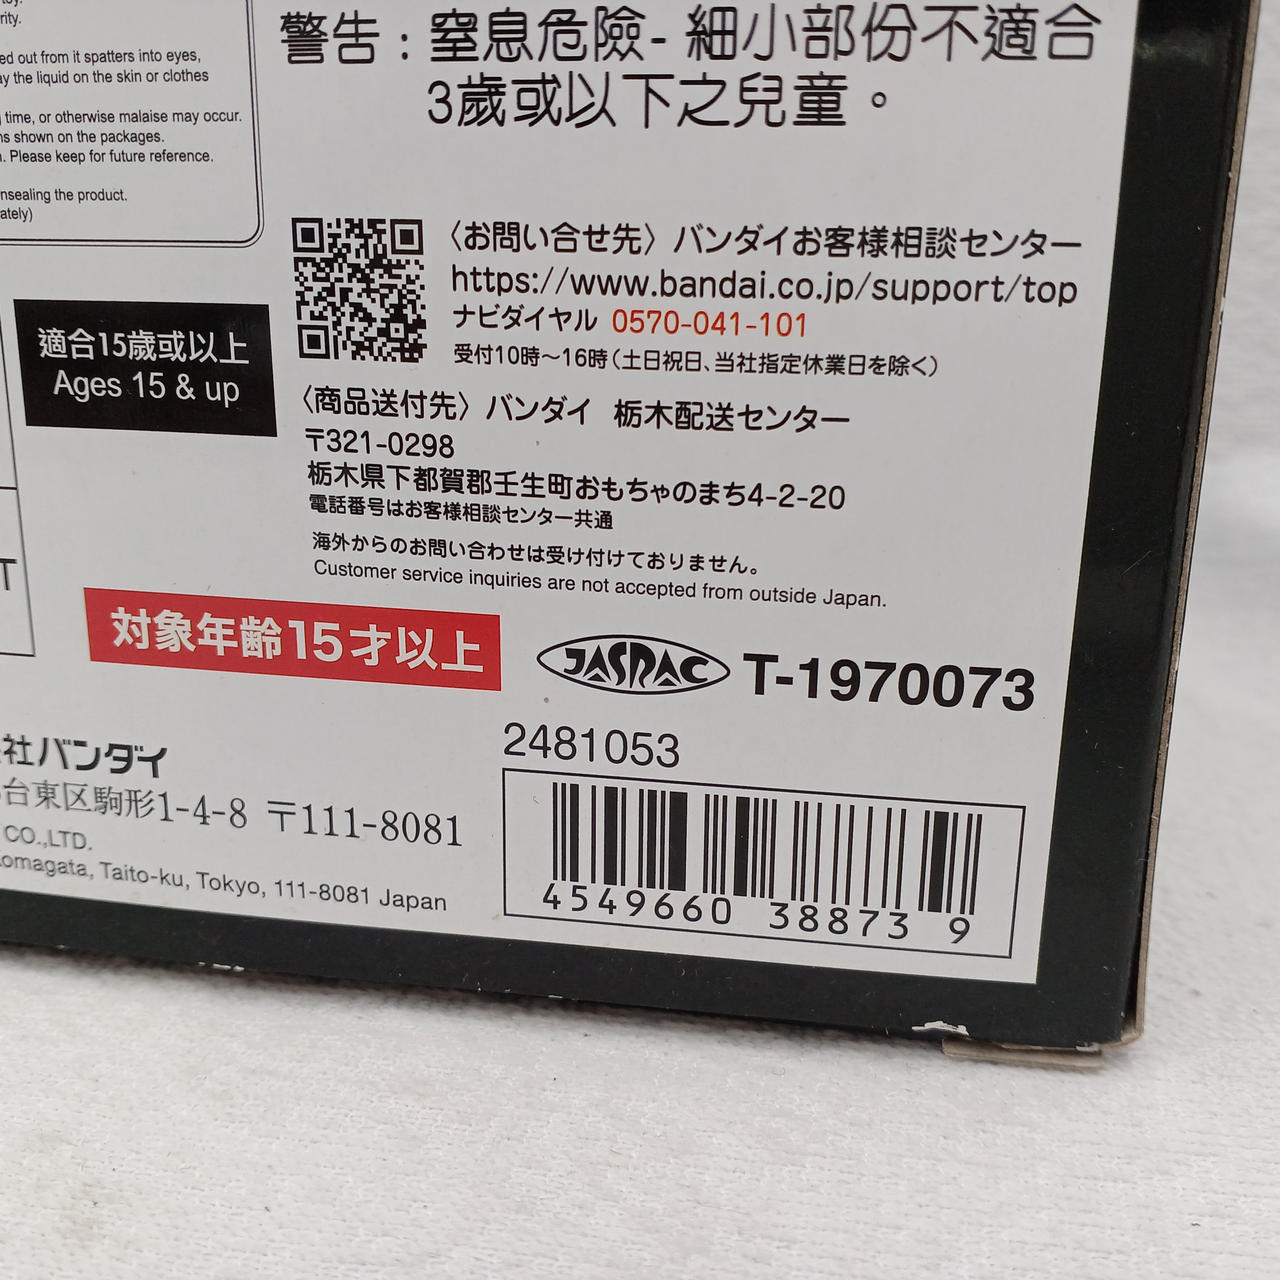 toy.
rity.
ed out from it spatters into eyes,
ay the liquid on the skin or clothes
time, or otherwise malaise may occur.
ns shown on the packages.
. Please keep for future reference.
nsealing the product.
ately)
警告：窒息危險- 細小部份不適合
3歲或以下之兒童。
〈お問い合せ先〉バンダイお客様相談センター
https://www.bandai.co.jp/support/top
ナビダイヤル 0570-041-101
受付10時～16時（土日祝日、当社指定休業日を除く）
適合15歲或以上
Ages 15 & up
〈商品送付先〉バンダイ 栃木配送センター
〒321-0298
栃木県下都賀郡壬生町おもちゃのまち4-2-20
電話番号はお客様相談センター共通
海外からのお問い合わせは受け付けておりません。
Customer service inquiries are not accepted from outside Japan.
T
対象年齢15才以上
JASRAC T-1970073
社バンダイ
台東区駒形1-4-8 〒111-8081
CO.,LTD.
omagata, Taito-ku, Tokyo, 111-8081 Japan
2481053
4549660 38873 9